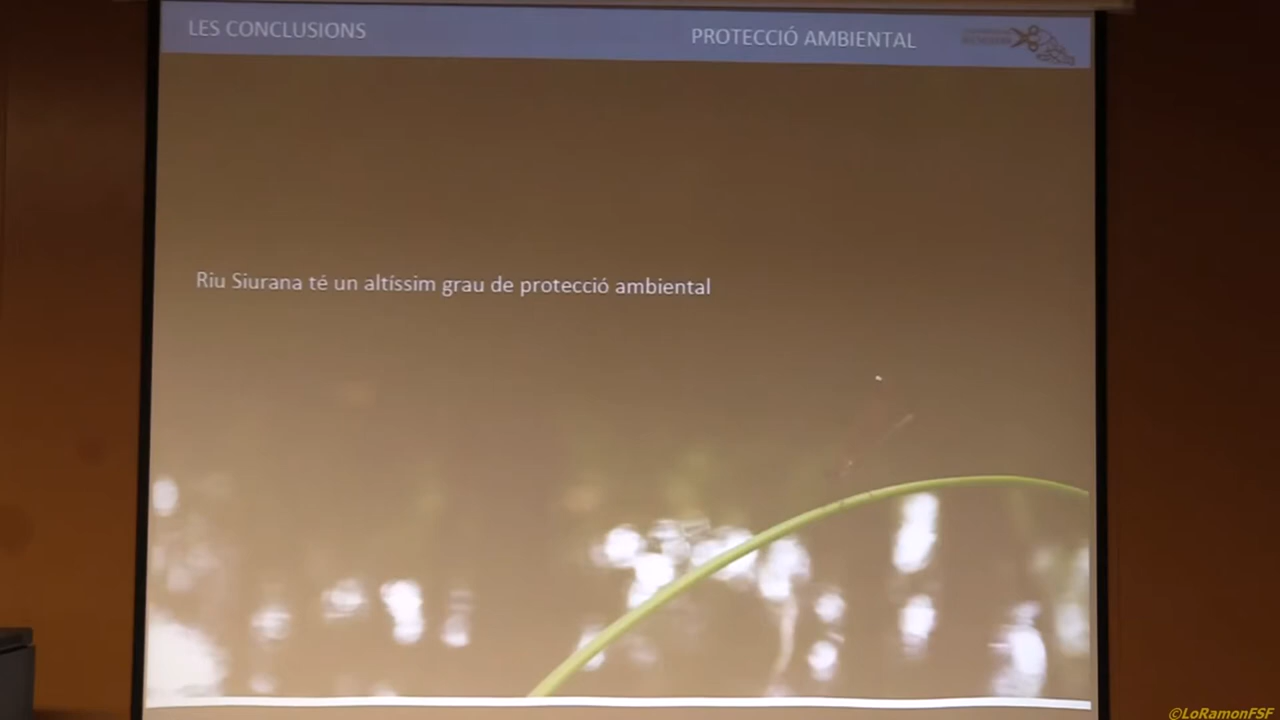 LES CONCLUSIONS
PROTECCIÓ AMBIENTAL
Riu Siurana té un altíssim grau de protecció ambiental
©LoRamonFSF